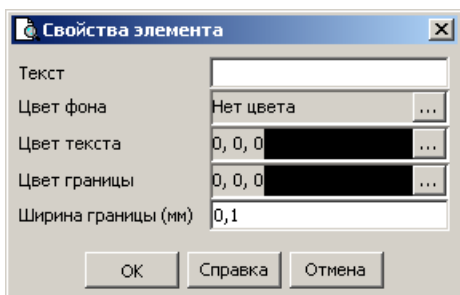 Свойства элемента
Текст
Цвет фона Нет цвета ...
Цвет текста 0, 0, 0 ...
Цвет границы 0, 0, 0 ...
Ширина границы (мм) 0,1
OK Справка Отмена